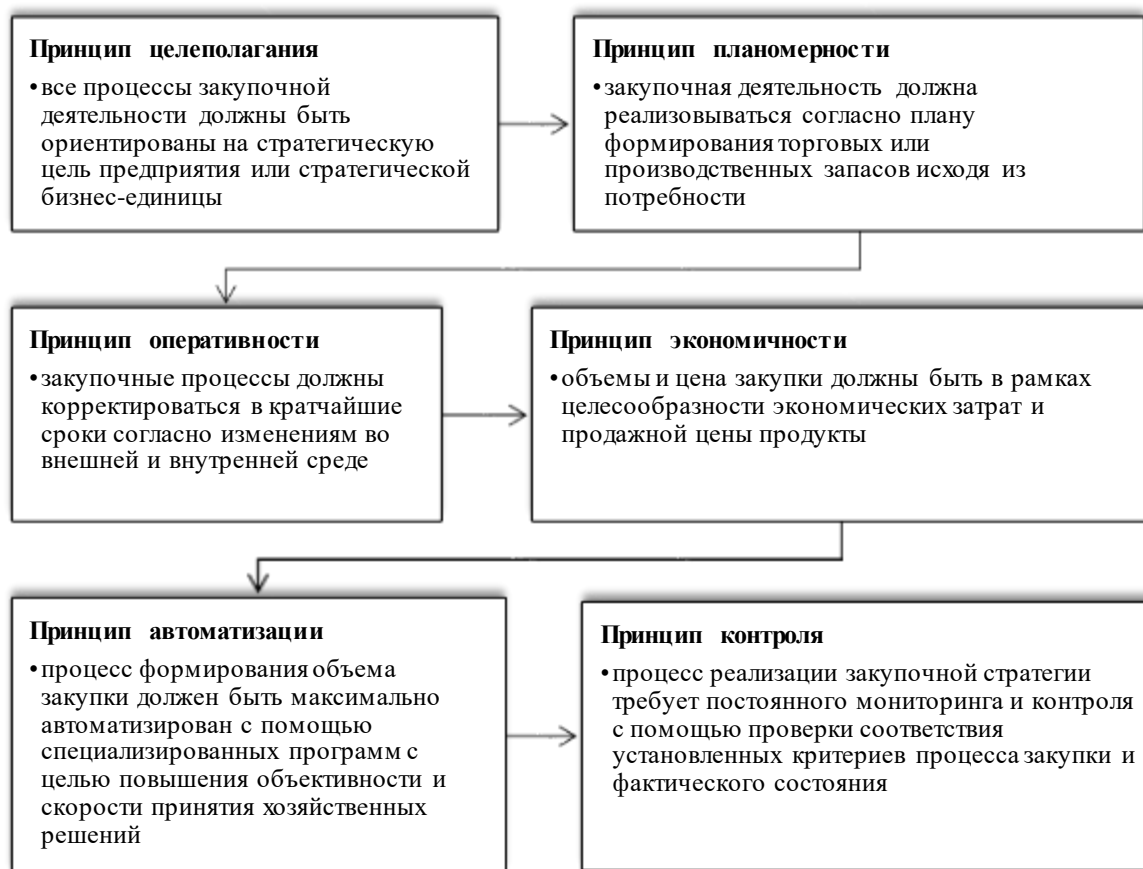 Принцип целеполагания
•все процессы закупочной
деятельности должны быть
ориентированы на стратегическую
цель предприятия или стратегической
бизнес-единицы
Принцип планомерности
•закупочная деятельность должна
реализовываться согласно плану
формирования торговых или
производственных запасов исходя из
потребности
Принцип оперативности
•закупочные процессы должны
корректироваться в кратчайшие
сроки согласно изменениям во
внешней и внутренней среде
Принцип экономичности
•объемы и цена закупки должны быть в рамках
целесообразности экономических затрат и
продажной цены продукты
Принцип автоматизации
•процесс формирования объема
закупки должен быть максимально
автоматизирован с помощью
специализированных программ с
целью повышения объективности и
скорости принятия хозяйственных
решений
Принцип контроля
•процесс реализации закупочной стратегии
требует постоянного мониторинга и контроля
с помощью проверки соответствия
установленных критериев процесса закупки и
фактического состояния